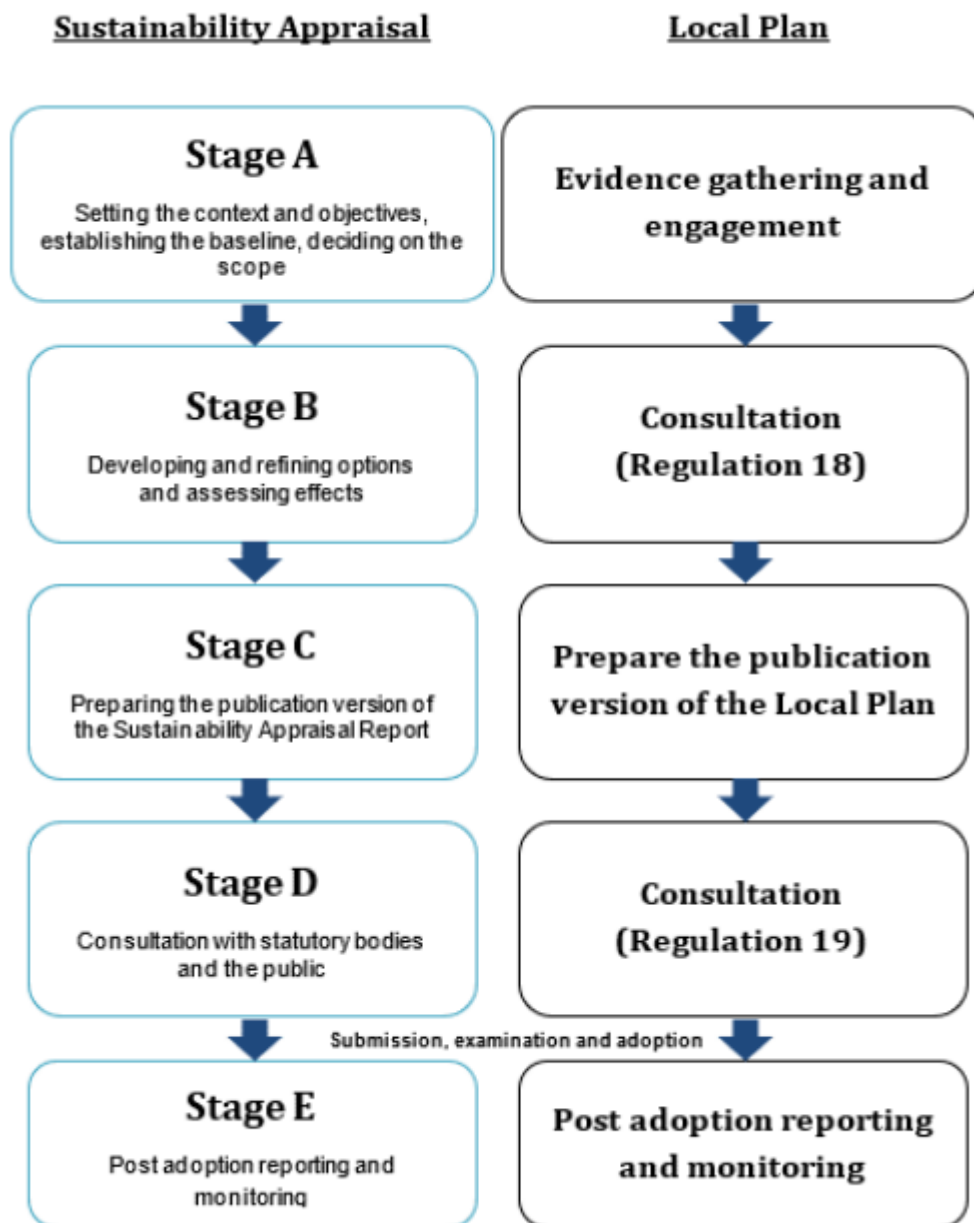 Sustainability Appraisal
Local Plan
Stage A
Setting the context and objectives,
establishing the baseline, deciding on the
scope
Evidence gathering and
engagement
Stage B
Developing and refining options
and assessing effects
Consultation
(Regulation 18)
Stage C
Preparing the publication version of
the Sustainability Appraisal Report
Prepare the publication
version of the Local Plan
Stage D
Consultation with statutory bodies
and the public
Consultation
(Regulation 19)
Submission, examination and adoption
Stage E
Post adoption reporting and
monitoring
Post adoption reporting
and monitoring